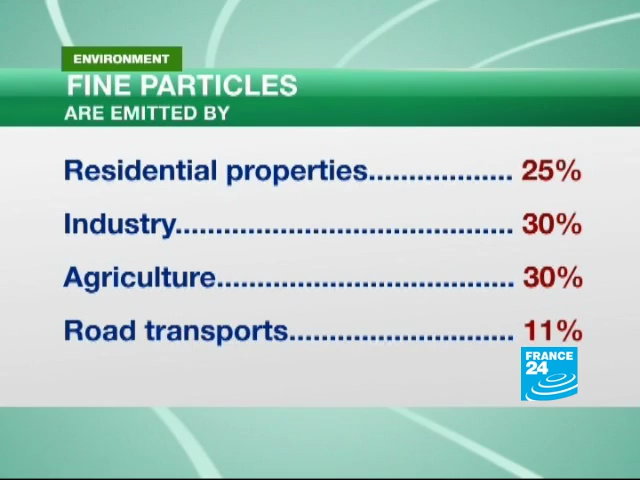 ENVIRONMENT
FINE PARTICLES
ARE EMITTED BY
Residential properties.................. 25%
Industry.......................................... 30%
Agriculture..................................... 30%
Road transports............................ 11%
FRANCE
24